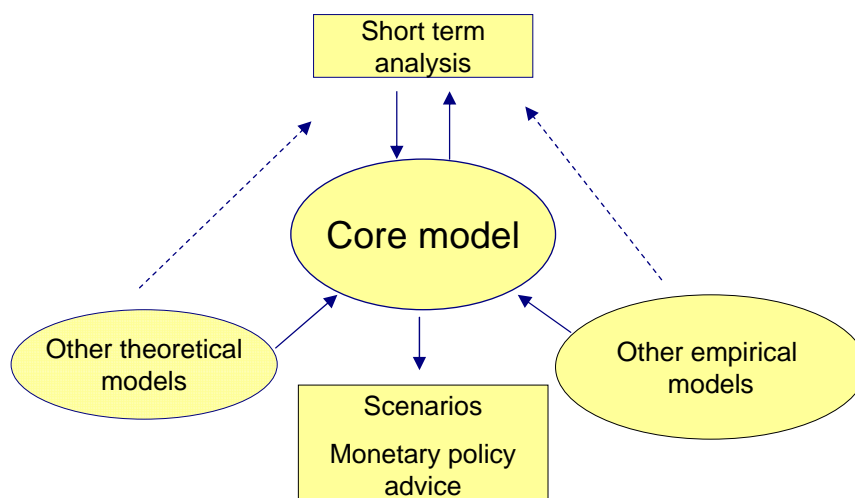 Short term
analysis
Core model
Other theoretical
models
Other empirical
models
Scenarios
Monetary policy
advice